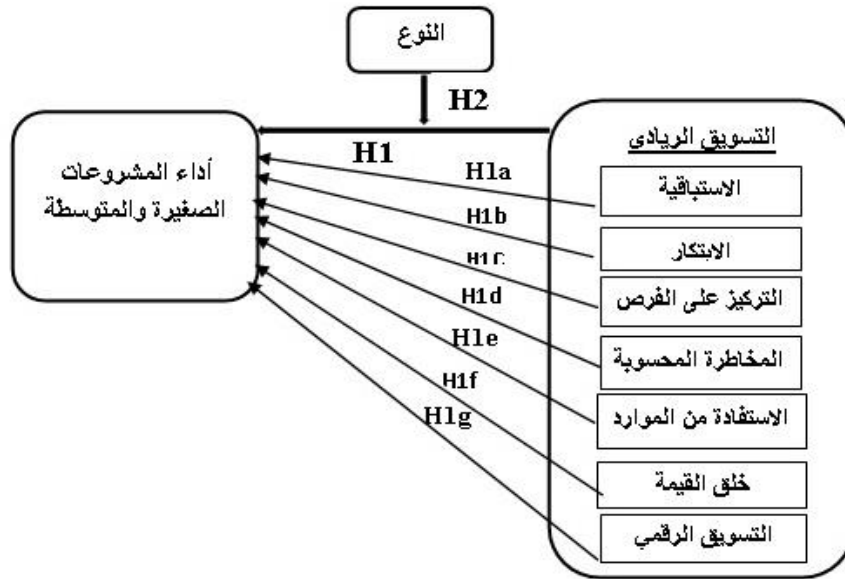 النوع
H2
التسويق الريادى
H1
أداء المشروعات
الصغيرة والمتوسطة
H1a
الاستباقية
H1b
الابتكار
H1C
التركيز على الفرص
H1d
المخاطرة المحسوبة
H1e
الاستفادة من الموارد
H1f
خلق القيمة
H1g
التسويق الرقمي